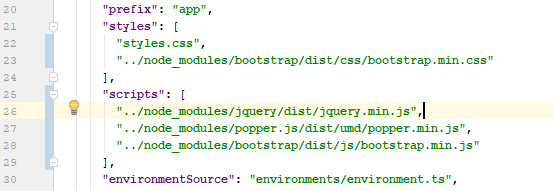 20 "prefix": "app",
21 "styles": [
22 "styles.css",
23 "../node_modules/bootstrap/dist/css/bootstrap.min.css"
24 ],
25 "scripts": [
26 "../node_modules/jquery/dist/jquery.min.js",
27 "../node_modules/popper.js/dist/umd/popper.min.js",
28 "../node_modules/bootstrap/dist/js/bootstrap.min.js"
29 ],
30 "environmentSource": "environments/environment.ts",